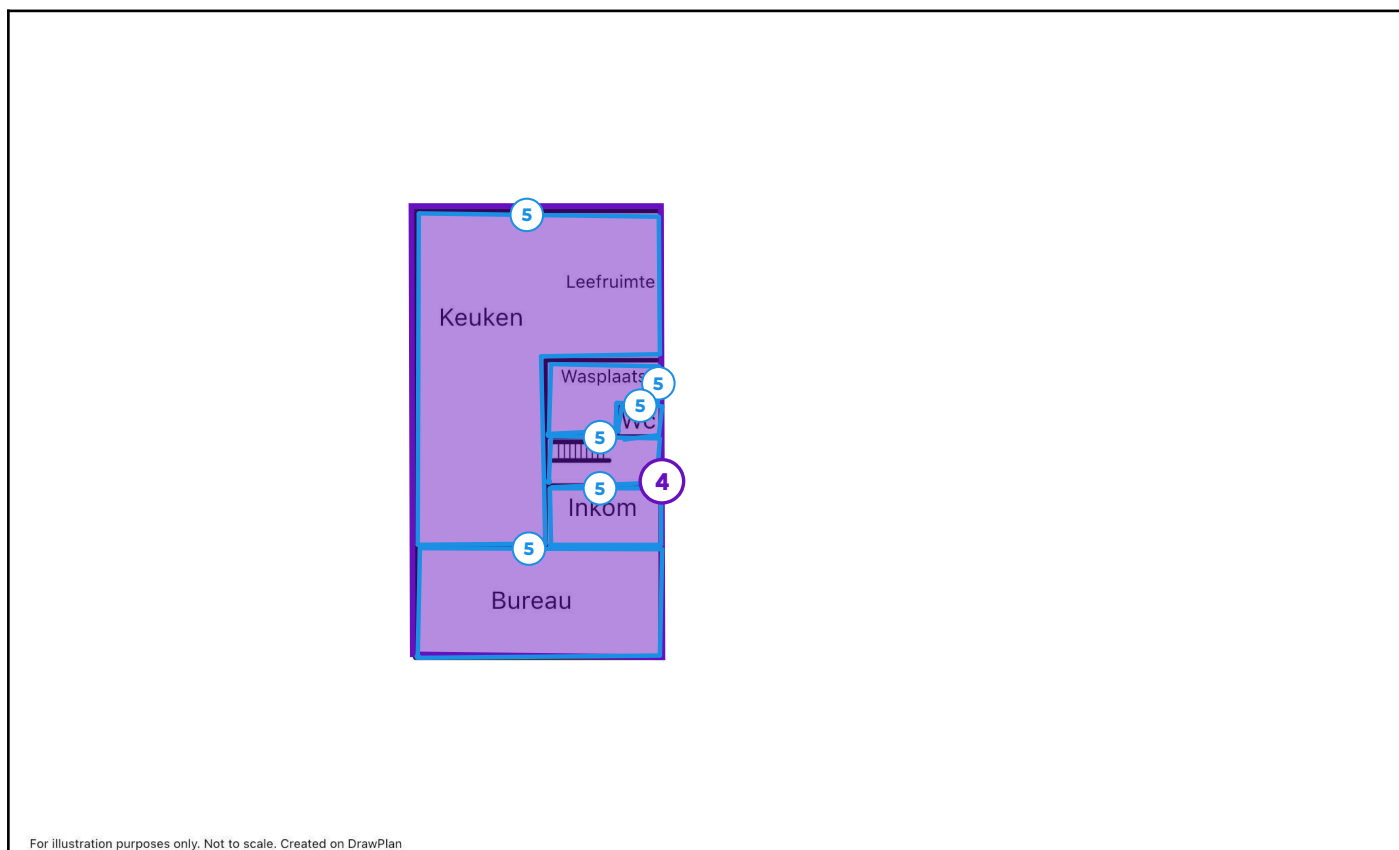 5
Leefruimte
Keuken
Wasplaats
5
5
WC
5
4
5
Inkom
5
Bureau
For illustration purposes only. Not to scale. Created on DrawPlan